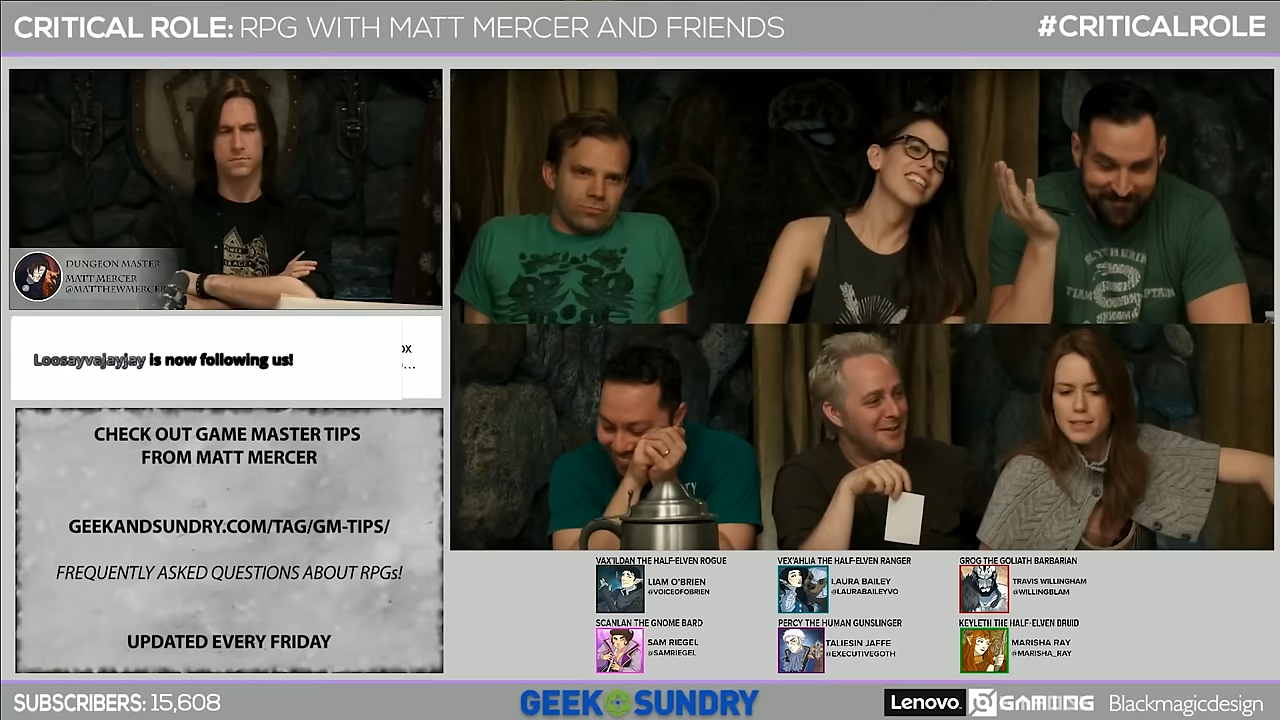 CRITICAL ROLE: RPG WITH MATT MERCER AND FRIENDS
#CRITICALROLE
DUNGEON MASTER
MATT MERCER
@MATTHEWMERCER
Loosayvajayjay is now following us!
CHECK OUT GAME MASTER TIPS
FROM MATT MERCER
GEEKANDSUNDRY.COM/TAG/GM-TIPS/
FREQUENTLY ASKED QUESTIONS ABOUT RPGs!
UPDATED EVERY FRIDAY
SLYTHERIN
TEAM CAPTAIN
VAX'ILDAN THE HALF-ELVEN ROGUE
LIAM O'BRIEN
@VOICEOFOBRIEN
VEX'AHLIA THE HALF-ELVEN RANGER
LAURA BAILEY
@LAURABAILEYVO
GROG THE GOLIATH BARBARIAN
TRAVIS WILLINGHAM
@WILLINGBLAM
SCANLAN THE GNOME BARD
SAM RIEGEL
@SAMRIEGEL
PERCY THE HUMAN GUNSLINGER
TALIESIN JAFFE
@EXECUTIVEGOTH
KEYLETH THE HALF-ELVEN DRUID
MARISHA RAY
@MARISHA_RAY
SUBSCRIBERS: 15,608
GEEK & SUNDRY
Lenovo GAMING Blackmagicdesign